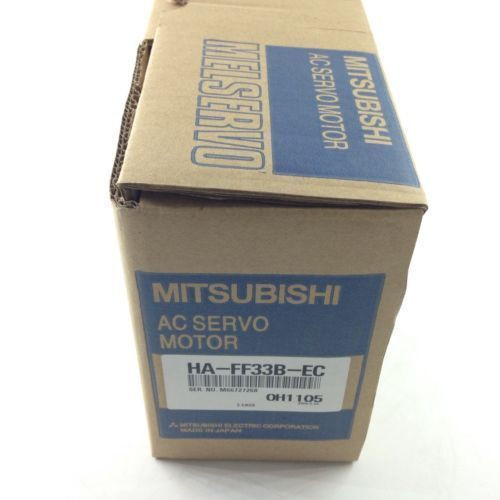 MITSUBISHI
AC SERVO MOTOR
MELSERVO
MITSUBISHI
AC SERVO
MOTOR
HA-FF33B-EC
OH1105
MITSUBISHI ELECTRIC CORPORATION
MADE IN JAPAN